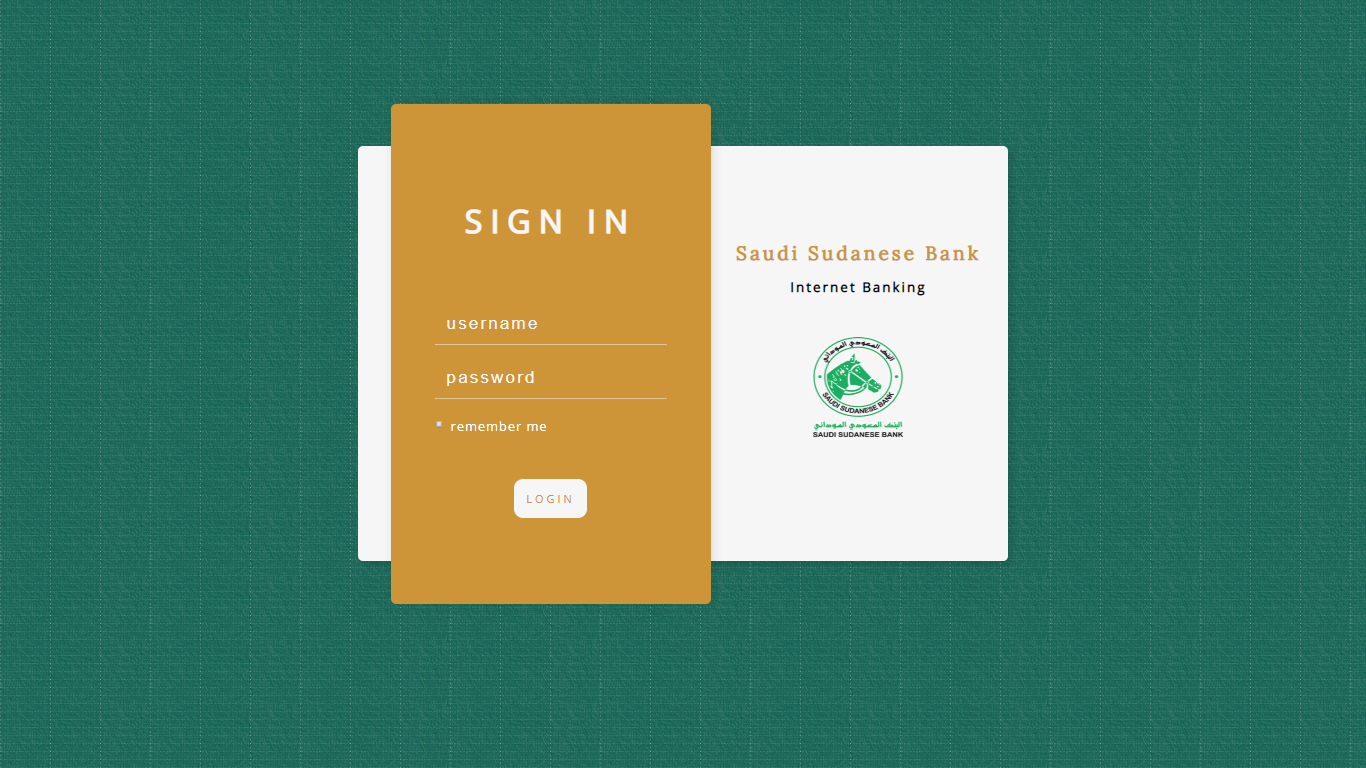 SIGN IN
username
password
remember me
LOGIN
Saudi Sudanese Bank
Internet Banking
البنك السعودي السوداني
SAUDI SUDANESE BANK
البنك السعودي السوداني
SAUDI SUDANESE BANK